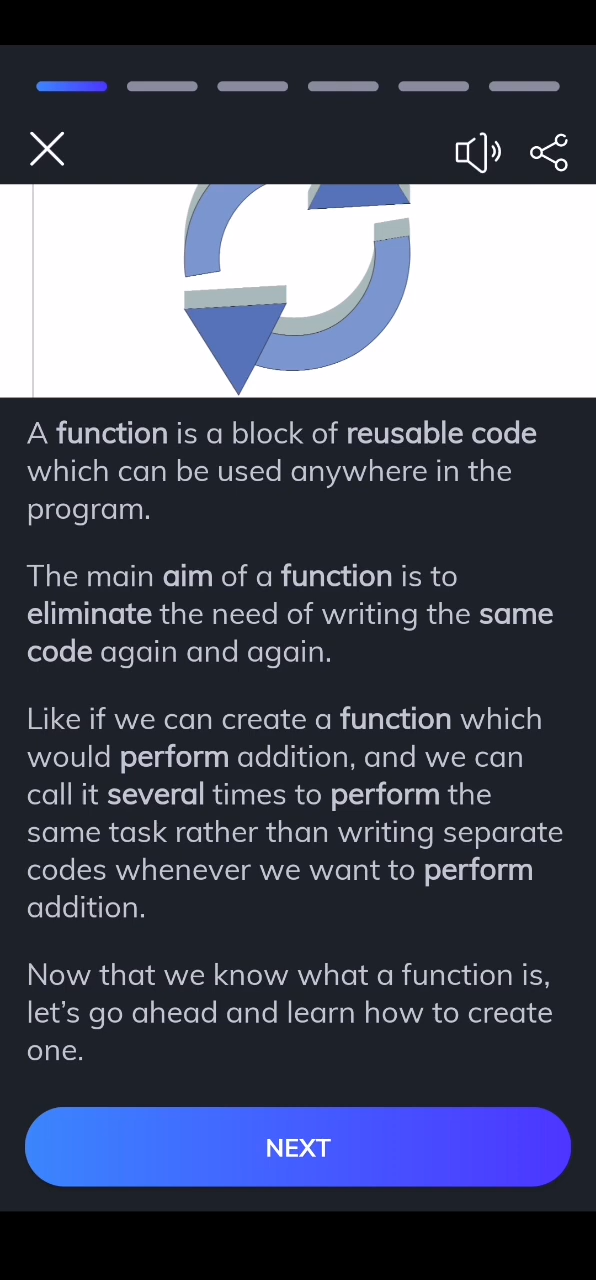 A function is a block of reusable code
which can be used anywhere in the
program.
The main aim of a function is to
eliminate the need of writing the same
code again and again.
Like if we can create a function which
would perform addition, and we can
call it several times to perform the
same task rather than writing separate
codes whenever we want to perform
addition.
Now that we know what a function is,
let’s go ahead and learn how to create
one.
NEXT